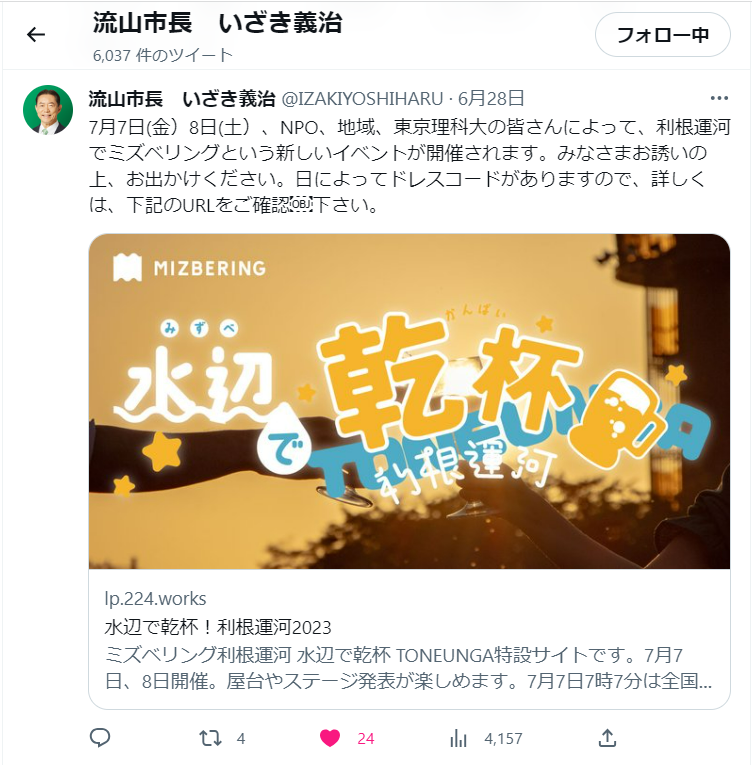 流山市長　いざき義治
6,037 件のツイート
フォロー中
流山市長　いざき義治 @IZAKIYOSHIHARU · 6月28日
7月7日(金）8日(土）、NPO、地域、東京理科大の皆さんによって、利根運河
でミズベリングという新しいイベントが開催されます。みなさまお誘いの
上、お出かけください。日によってドレスコードがありますので、詳しく
は、下記のURLをご確認￼下さい。
MIZBERING
みずべ
かんぱい
水辺で乾杯
TONEUNGA
利根運河
lp.224.works
水辺で乾杯！利根運河2023
ミズベリング利根運河 水辺で乾杯 TONEUNGA特設サイトです。7月7
日、8日開催。屋台やステージ発表が楽しめます。7月7日7時7分は全国...
4
24
4,157